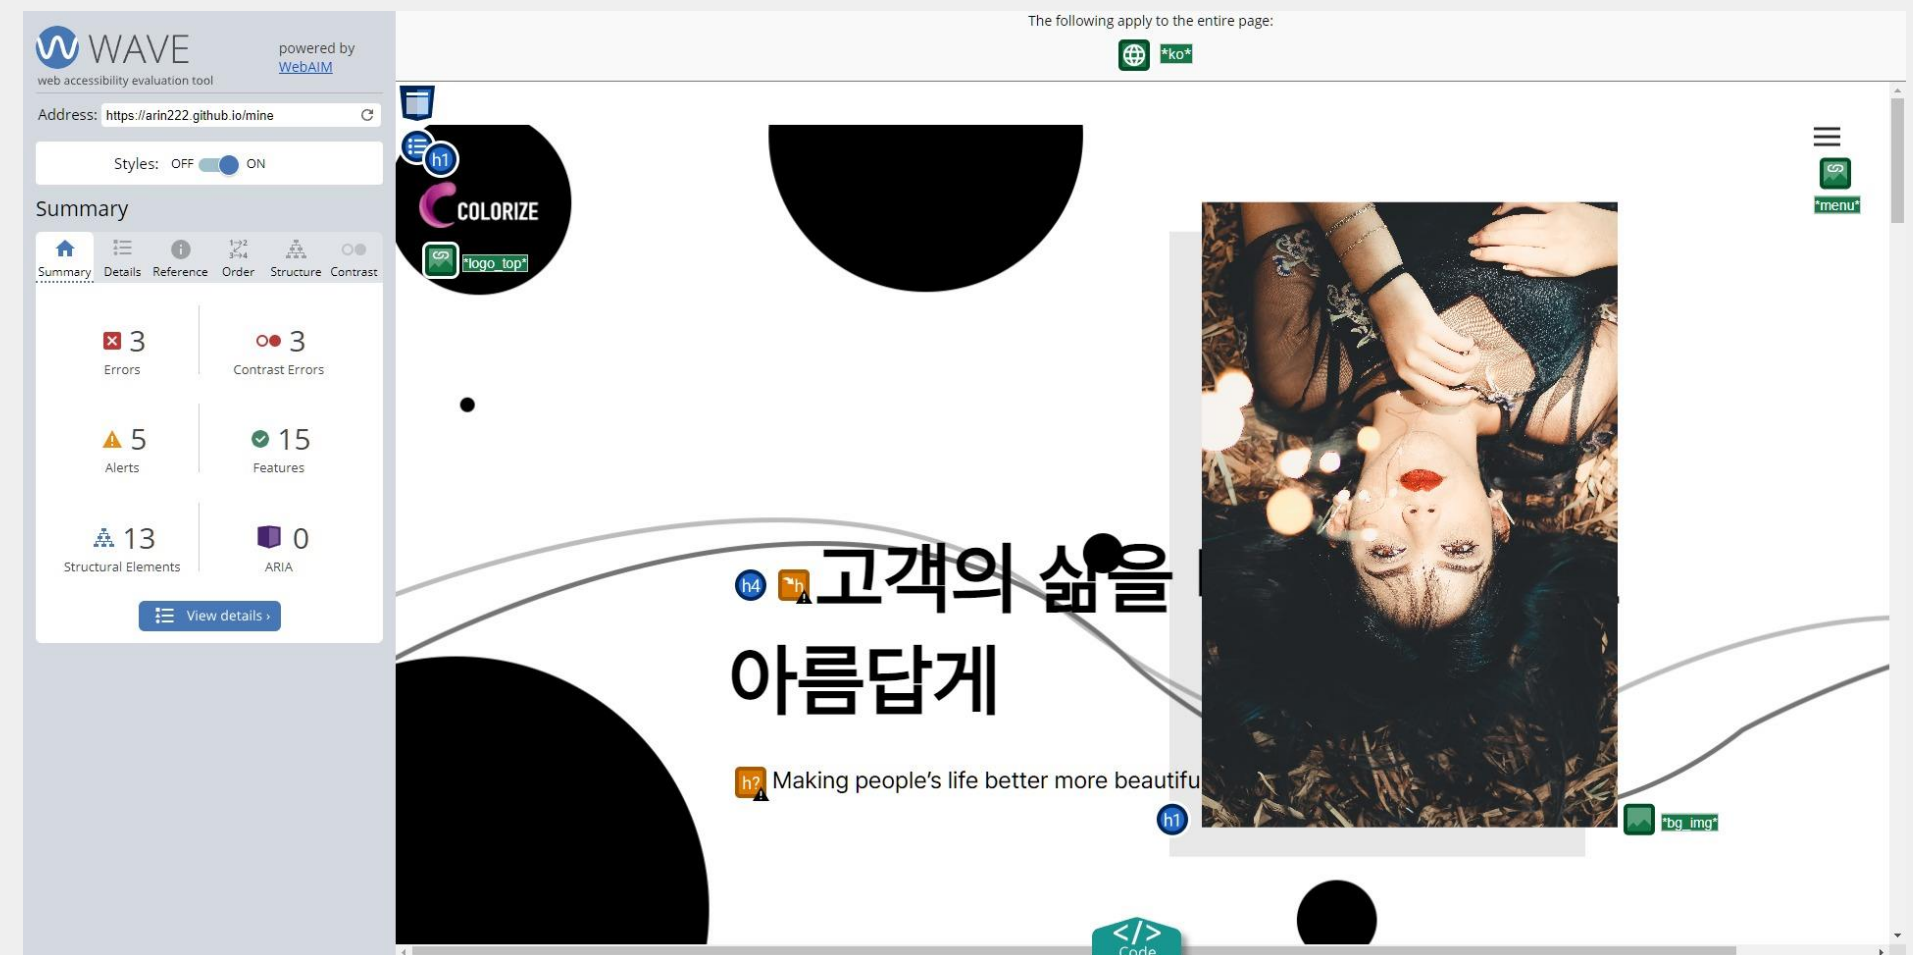 The following apply to the entire page:
*ko*
WAVE
web accessibility evaluation tool
powered by
WebAIM
Address: https://arin222.github.io/mine
Styles: OFF ON
Summary
Summary Details Reference Order Structure Contrast
3
Errors
3
Contrast Errors
5
Alerts
15
Features
13
Structural Elements
0
ARIA
View details ›
h1
COLORIZE
*logo_top*
*menu*
h4 h 고객의 삶을
아름답게
h? Making people’s life better more beautifu
h1
*bg_img*
</>
Code